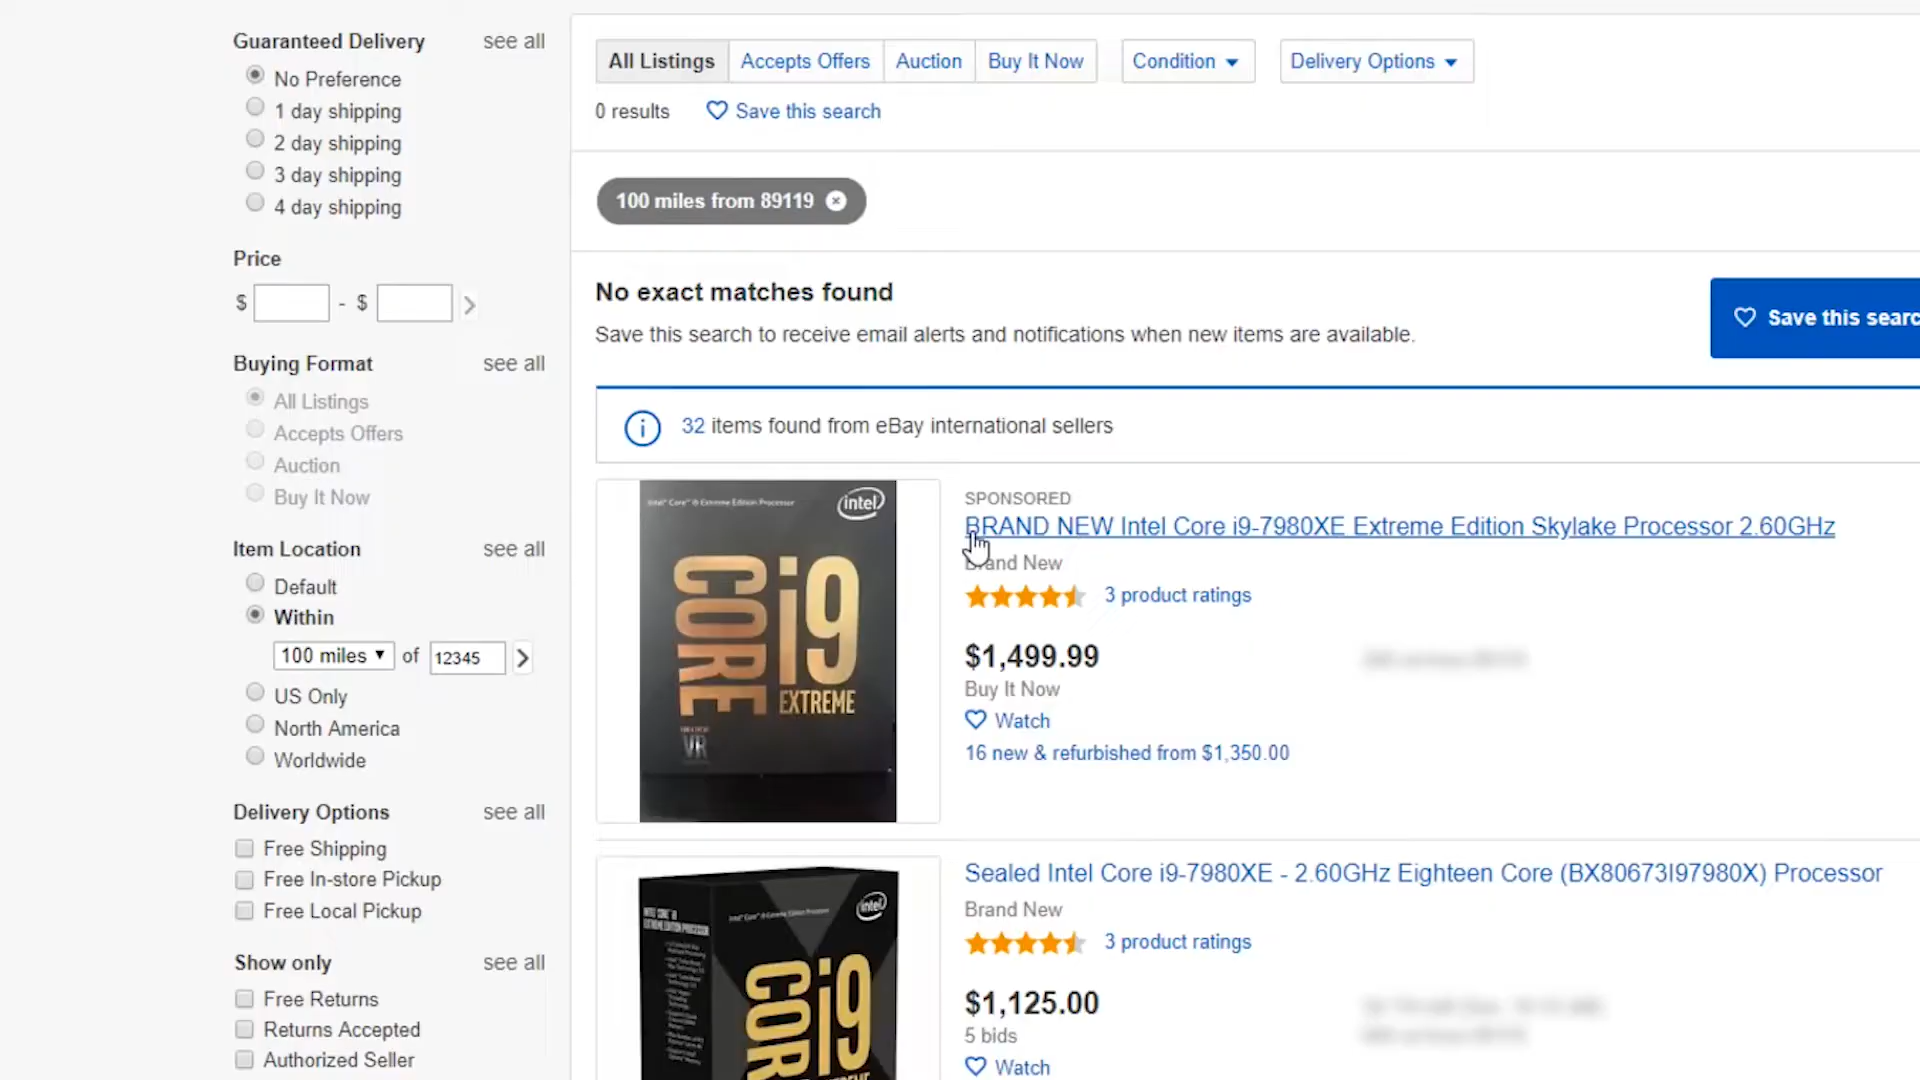 Guaranteed Delivery see all
No Preference
1 day shipping
2 day shipping
3 day shipping
4 day shipping
Price
$ - $
Buying Format see all
All Listings
Accepts Offers
Auction
Buy It Now
Item Location see all
Default
Within
100 miles of 12345
US Only
North America
Worldwide
Delivery Options see all
Free Shipping
Free In-store Pickup
Free Local Pickup
Show only see all
Free Returns
Returns Accepted
Authorized Seller
All Listings Accepts Offers Auction Buy It Now Condition Delivery Options
0 results Save this search
100 miles from 89119
No exact matches found
Save this search to receive email alerts and notifications when new items are available.
Save this searc
32 items found from eBay international sellers
Intel® Core™ i9 Extreme Edition Processor
intel
CORE i9
EXTREME
VR
SPONSORED
BRAND NEW Intel Core i9-7980XE Extreme Edition Skylake Processor 2.60GHz
Brand New
3 product ratings
$1,499.99
Buy It Now
Watch
16 new & refurbished from $1,350.00
intel
CORE i9
Sealed Intel Core i9-7980XE - 2.60GHz Eighteen Core (BX80673I97980X) Processor
Brand New
3 product ratings
$1,125.00
5 bids
Watch